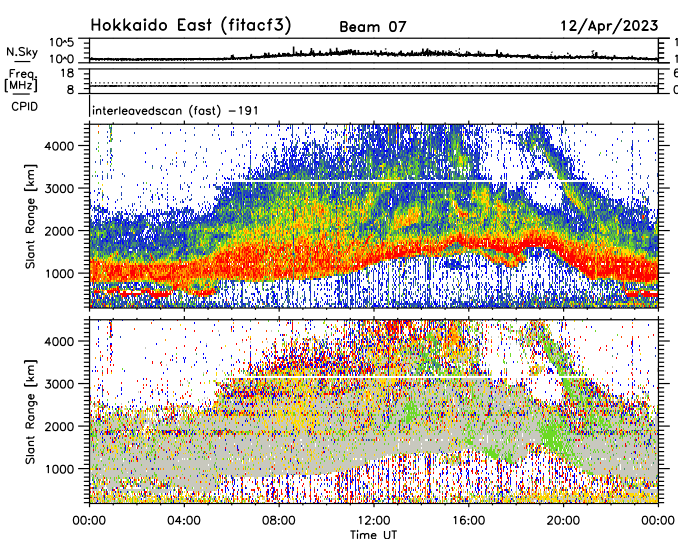 Hokkaido East (fitacf3) Beam 07 12/Apr/2023
N.Sky 10^5 10^0 1 1
Freq. [MHz] 18 8 6 0
CPID interleavedscan (fast) -191
Slant Range [km] 4000 3000 2000 1000
Slant Range [km] 4000 3000 2000 1000
00:00 04:00 08:00 12:00 16:00 20:00 00:00
Time UT